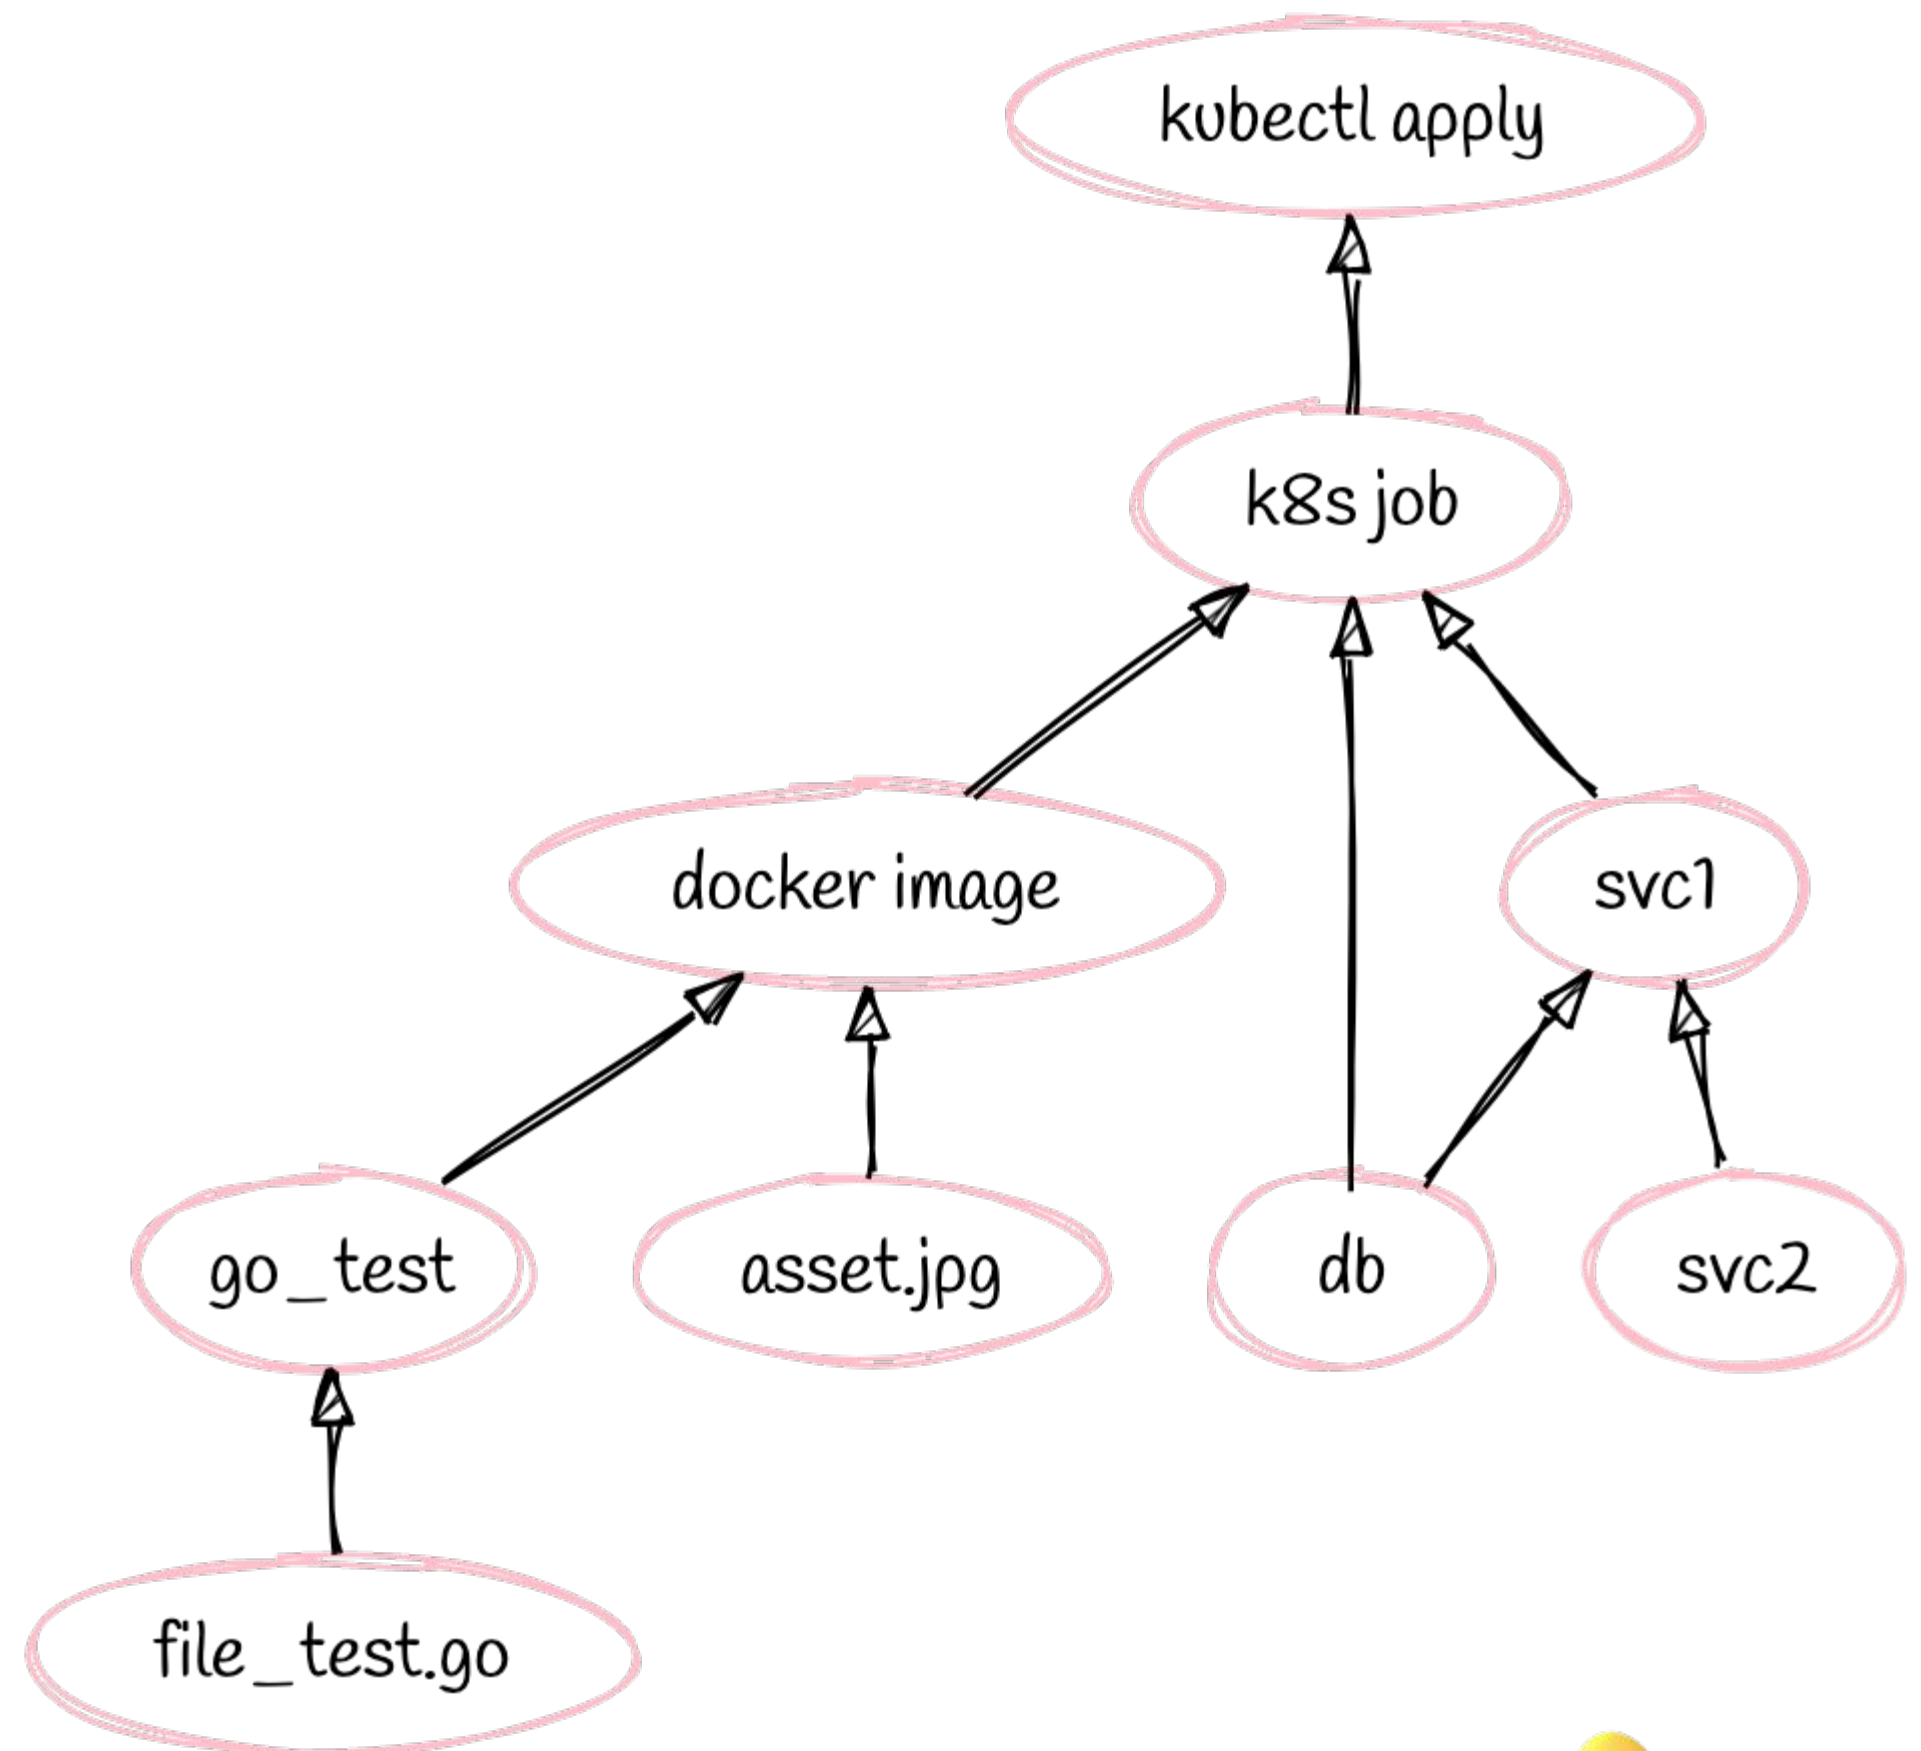 kubectl apply
k8s job
docker image
svc1
go_test
asset.jpg
db
svc2
file_test.go